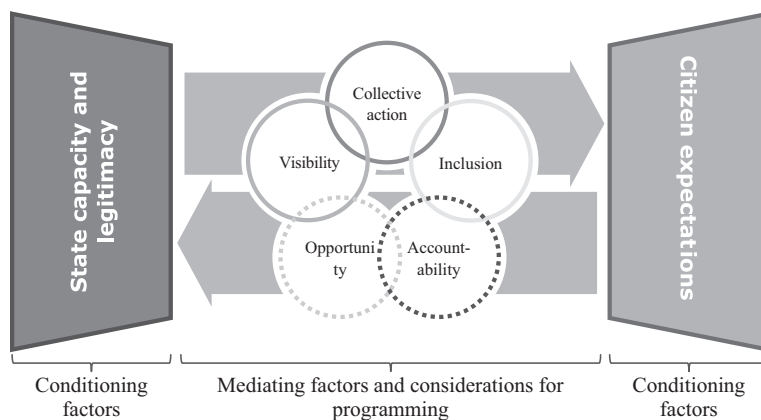 State capacity and
legitimacy
Collective
action
Visibility
Inclusion
Opportuni
ty
Account-
ability
Citizen expectations
Conditioning
factors
Mediating factors and considerations for
programming
Conditioning
factors